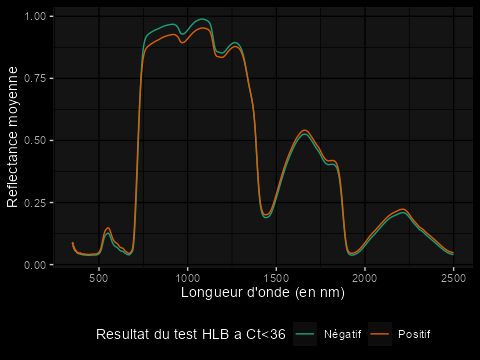 1.00
0.75
0.50
0.25
0.00
Reflectance moyenne
500 1000 1500 2000 2500
Longueur d'onde (en nm)
Resultat du test HLB a Ct<36 Négatif Positif